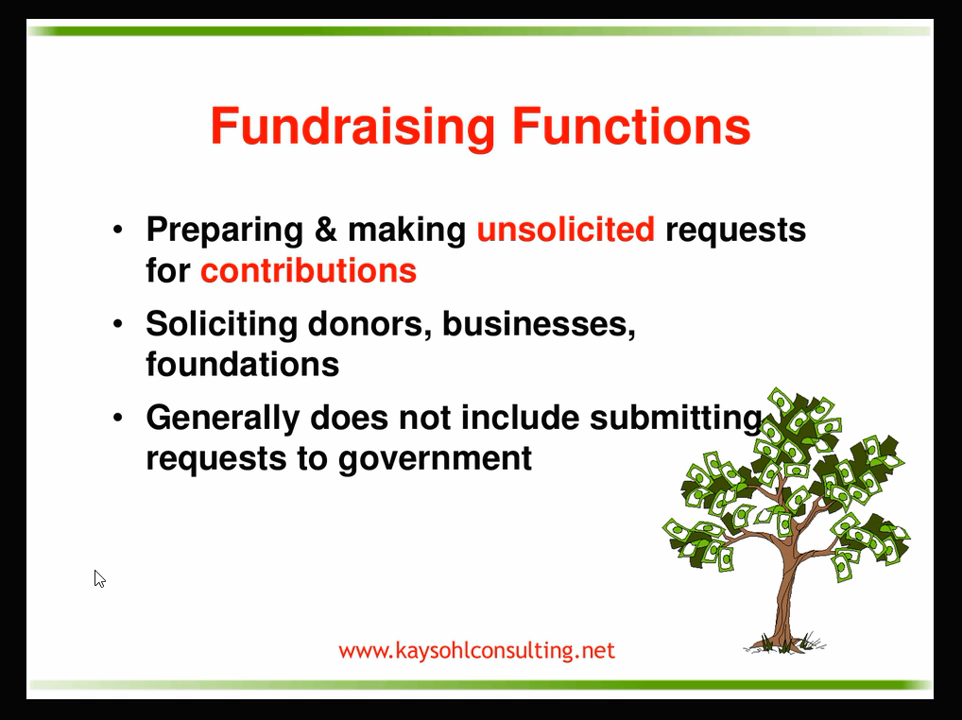 Fundraising Functions
• Preparing & making unsolicited requests
for contributions
• Soliciting donors, businesses,
foundations
• Generally does not include submitting
requests to government
www.kaysohlconsulting.net